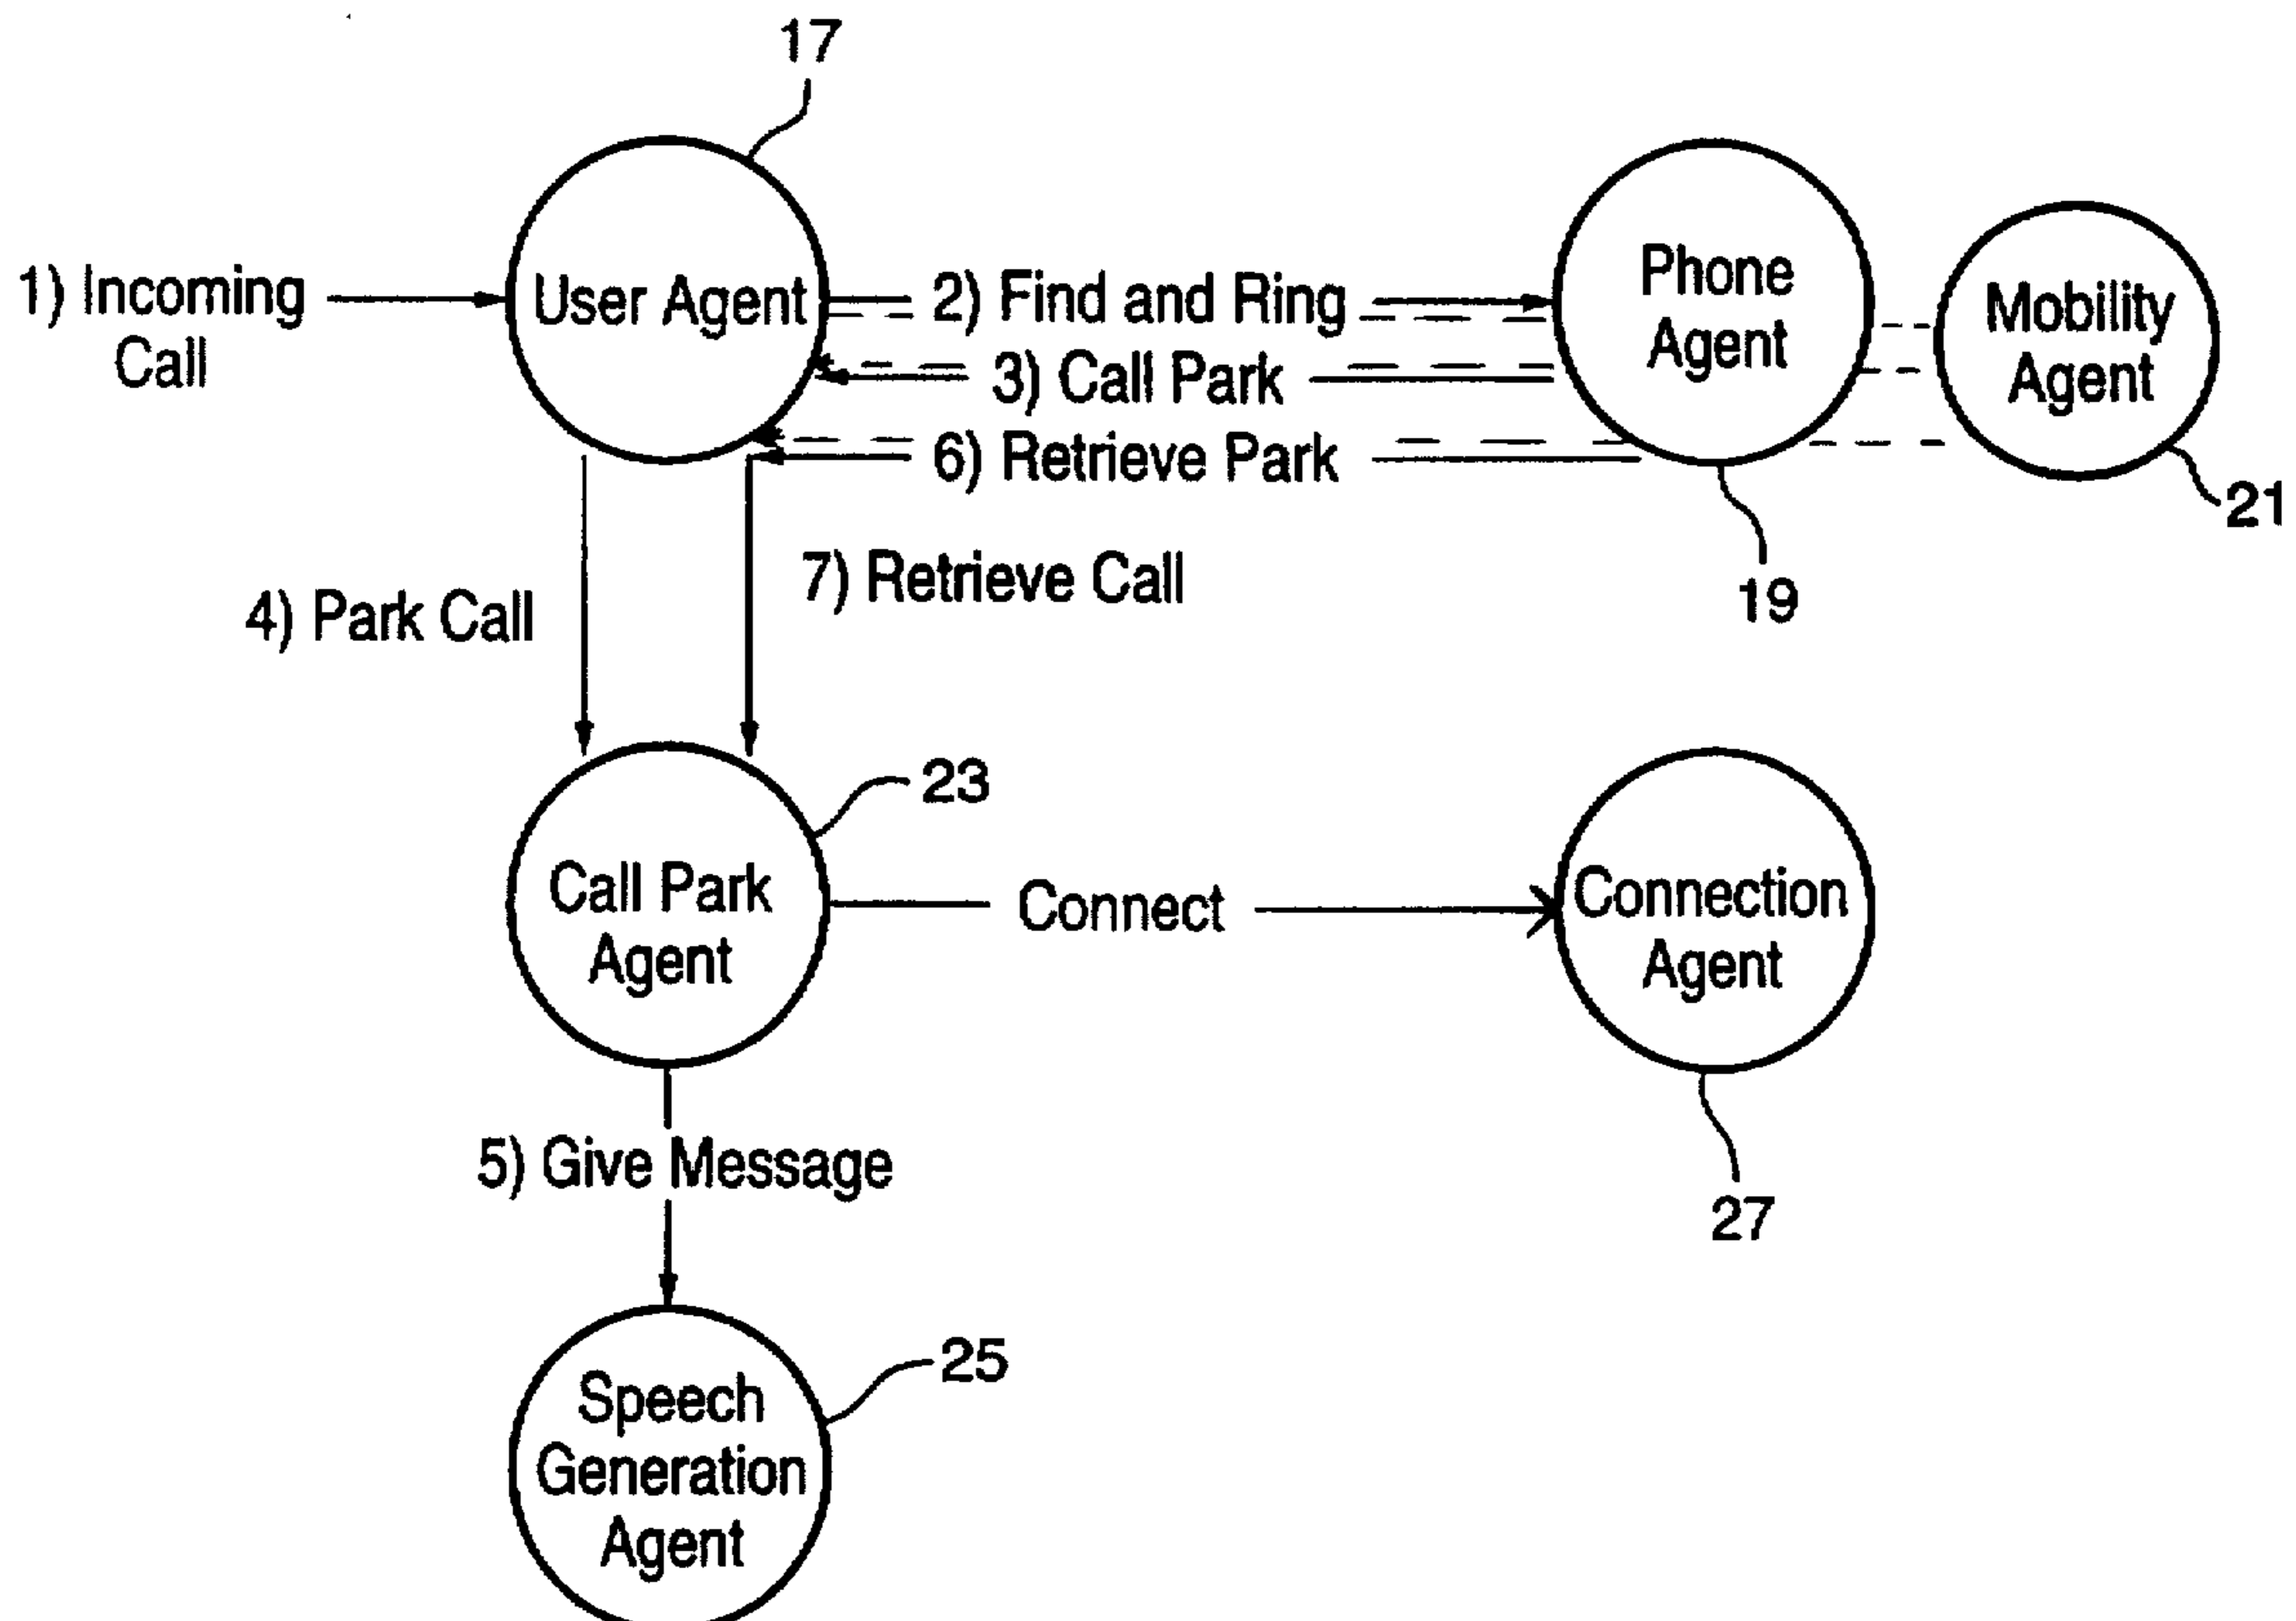 17
1) Incoming
Call
User Agent
2) Find and Ring
3) Call Park
6) Retrieve Park
Phone
Agent
Mobility
Agent
21
19
4) Park Call
7) Retrieve Call
23
Call Park
Agent
Connect
Connection
Agent
27
5) Give Message
25
Speech
Generation
Agent